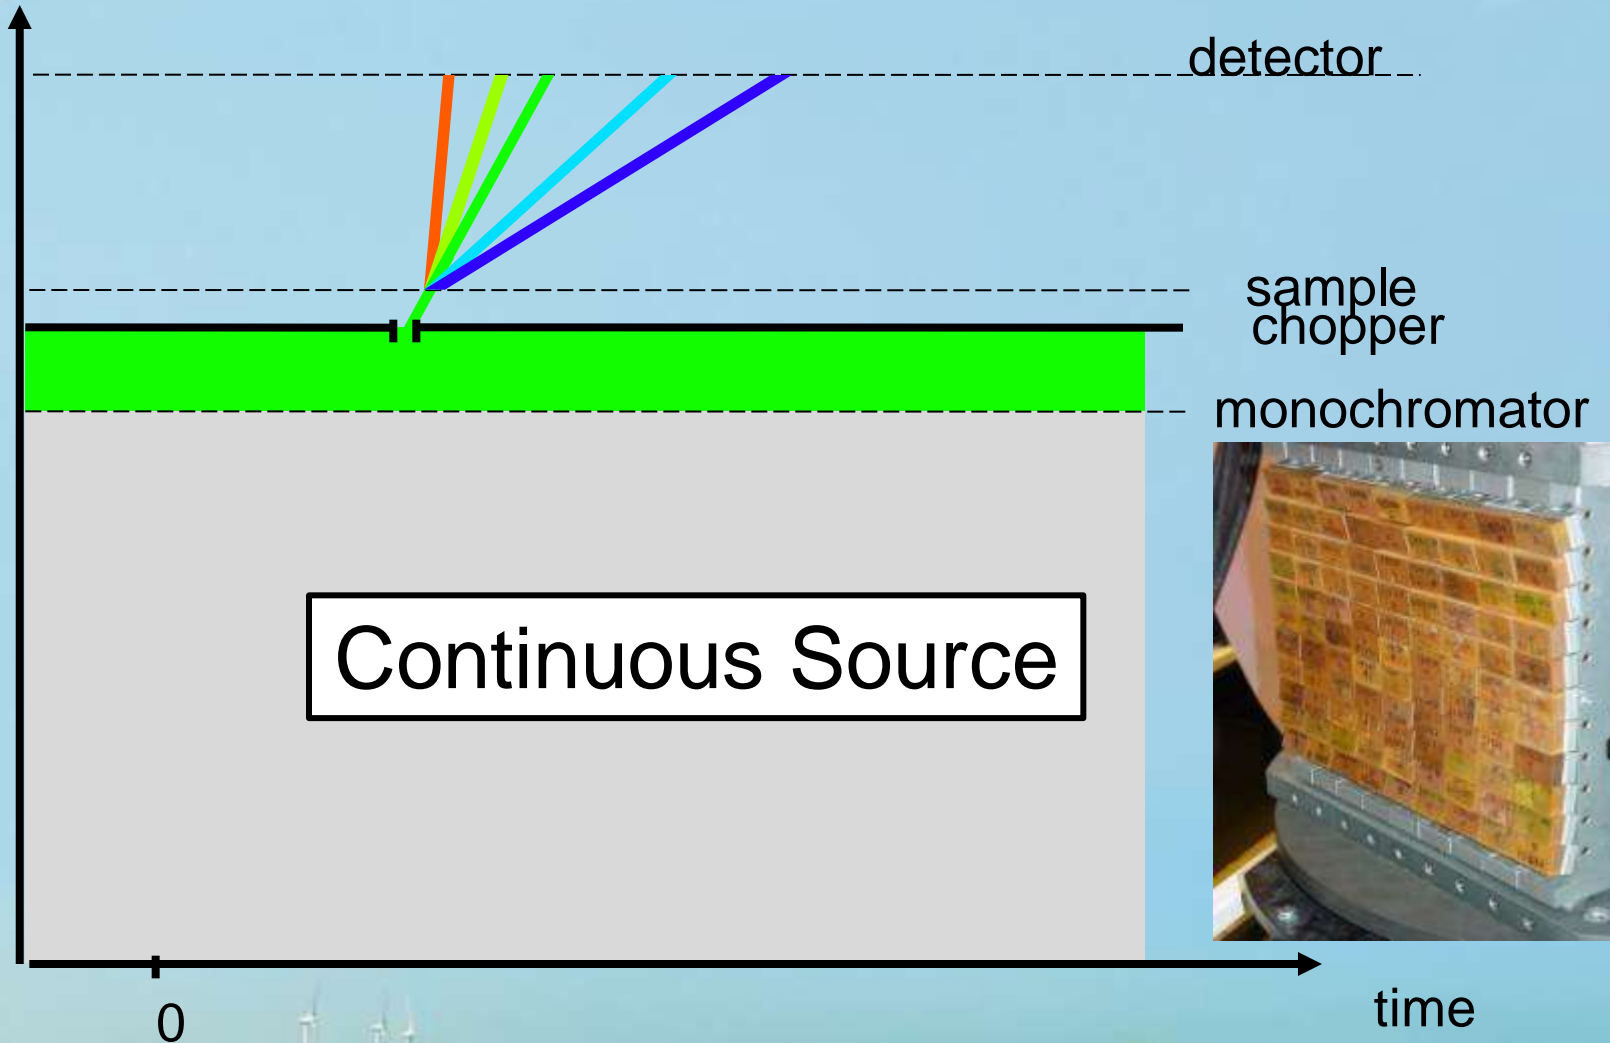 detector
sample
chopper
monochromator
Continuous Source
0
time